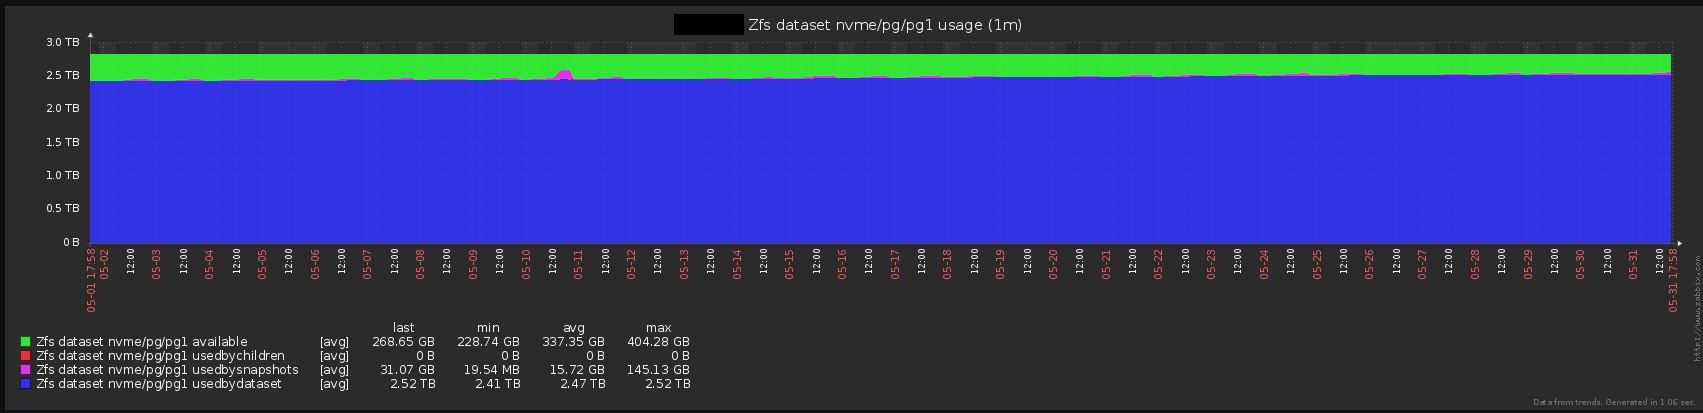 Zfs dataset nvme/pg/pg1 usage (1m)
3.0 TB
2.5 TB
2.0 TB
1.5 TB
1.0 TB
0.5 TB
0 B
05-01 17:58 05-02 12:00 05-03 12:00 05-04 12:00 05-05 12:00 05-06 12:00 05-07 12:00 05-08 12:00 05-09 12:00 05-10 12:00 05-11 12:00 05-12 12:00 05-13 12:00 05-14 12:00 05-15 12:00 05-16 12:00 05-17 12:00 05-18 12:00 05-19 12:00 05-20 12:00 05-21 12:00 05-22 12:00 05-23 12:00 05-24 12:00 05-25 12:00 05-26 12:00 05-27 12:00 05-28 12:00 05-29 12:00 05-30 12:00 05-31 12:00 05-31 17:58
last min avg max
Zfs dataset nvme/pg/pg1 available [avg] 268.65 GB 228.74 GB 337.35 GB 404.28 GB
Zfs dataset nvme/pg/pg1 usedbychildren [avg] 0 B 0 B 0 B 0 B
Zfs dataset nvme/pg/pg1 usedbysnapshots [avg] 31.07 GB 19.54 MB 15.72 GB 145.13 GB
Zfs dataset nvme/pg/pg1 usedbydataset [avg] 2.52 TB 2.41 TB 2.47 TB 2.52 TB
http://www.zabbix.com
Data from trends. Generated in 1.06 sec.